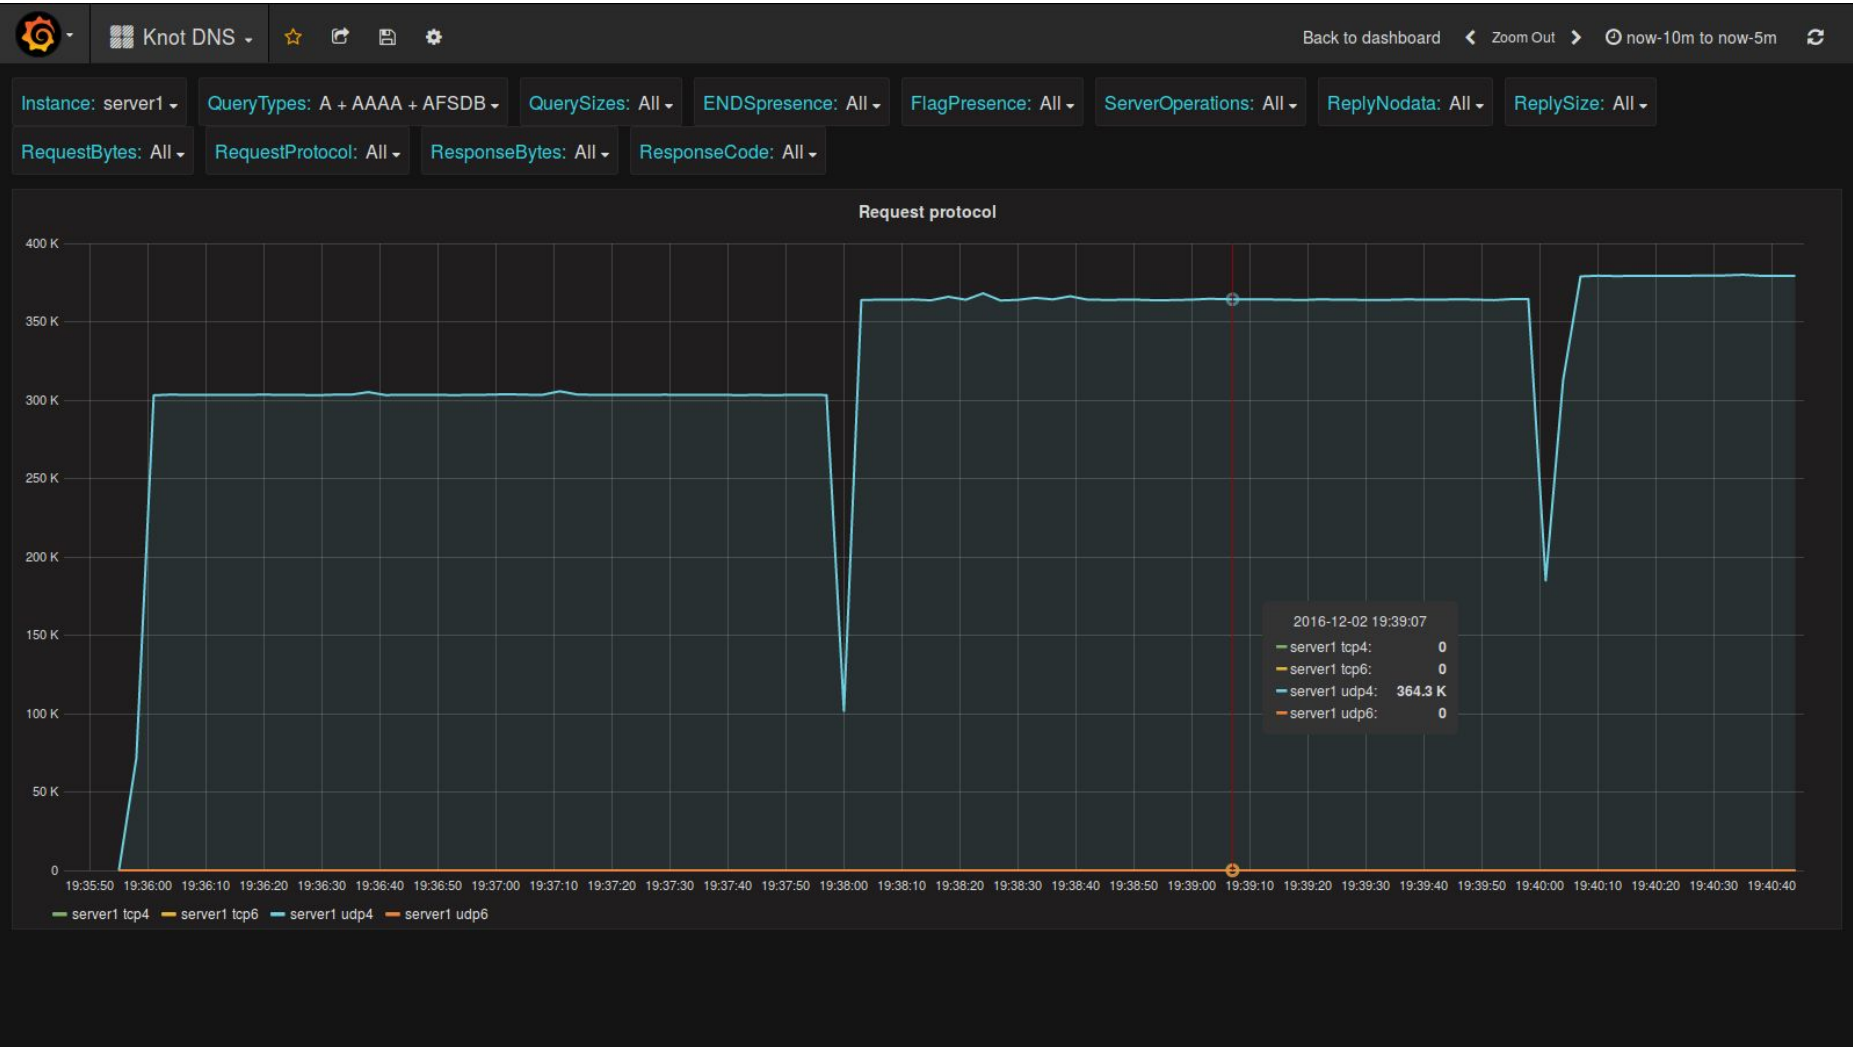 Knot DNS
Back to dashboard Zoom Out now-10m to now-5m
Instance: server1 QueryTypes: A + AAAA + AFSDB QuerySizes: All ENDSpresence: All FlagPresence: All ServerOperations: All ReplyNodata: All ReplySize: All
RequestBytes: All RequestProtocol: All ResponseBytes: All ResponseCode: All
Request protocol
400 K
350 K
300 K
250 K
200 K
150 K
100 K
50 K
0
2016-12-02 19:39:07
server1 tcp4: 0
server1 tcp6: 0
server1 udp4: 364.3 K
server1 udp6: 0
19:35:50 19:36:00 19:36:10 19:36:20 19:36:30 19:36:40 19:36:50 19:37:00 19:37:10 19:37:20 19:37:30 19:37:40 19:37:50 19:38:00 19:38:10 19:38:20 19:38:30 19:38:40 19:38:50 19:39:00 19:39:10 19:39:20 19:39:30 19:39:40 19:39:50 19:40:00 19:40:10 19:40:20 19:40:30 19:40:40
server1 tcp4 server1 tcp6 server1 udp4 server1 udp6